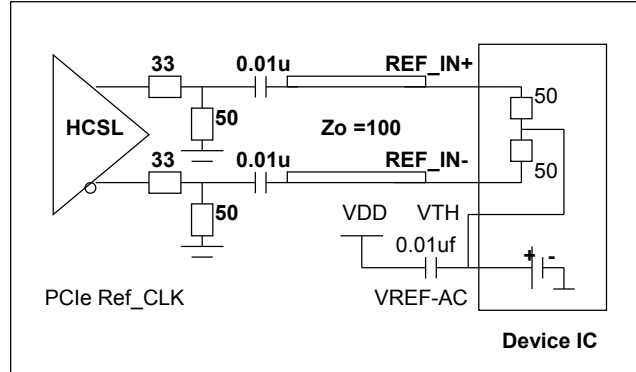 33
0.01u
REF_IN+
50
HCSL
50
Zo =100
33
0.01u
REF_IN-
50
50
VDD
VTH
0.01uf
+
-
PCIe Ref_CLK
VREF-AC
Device IC